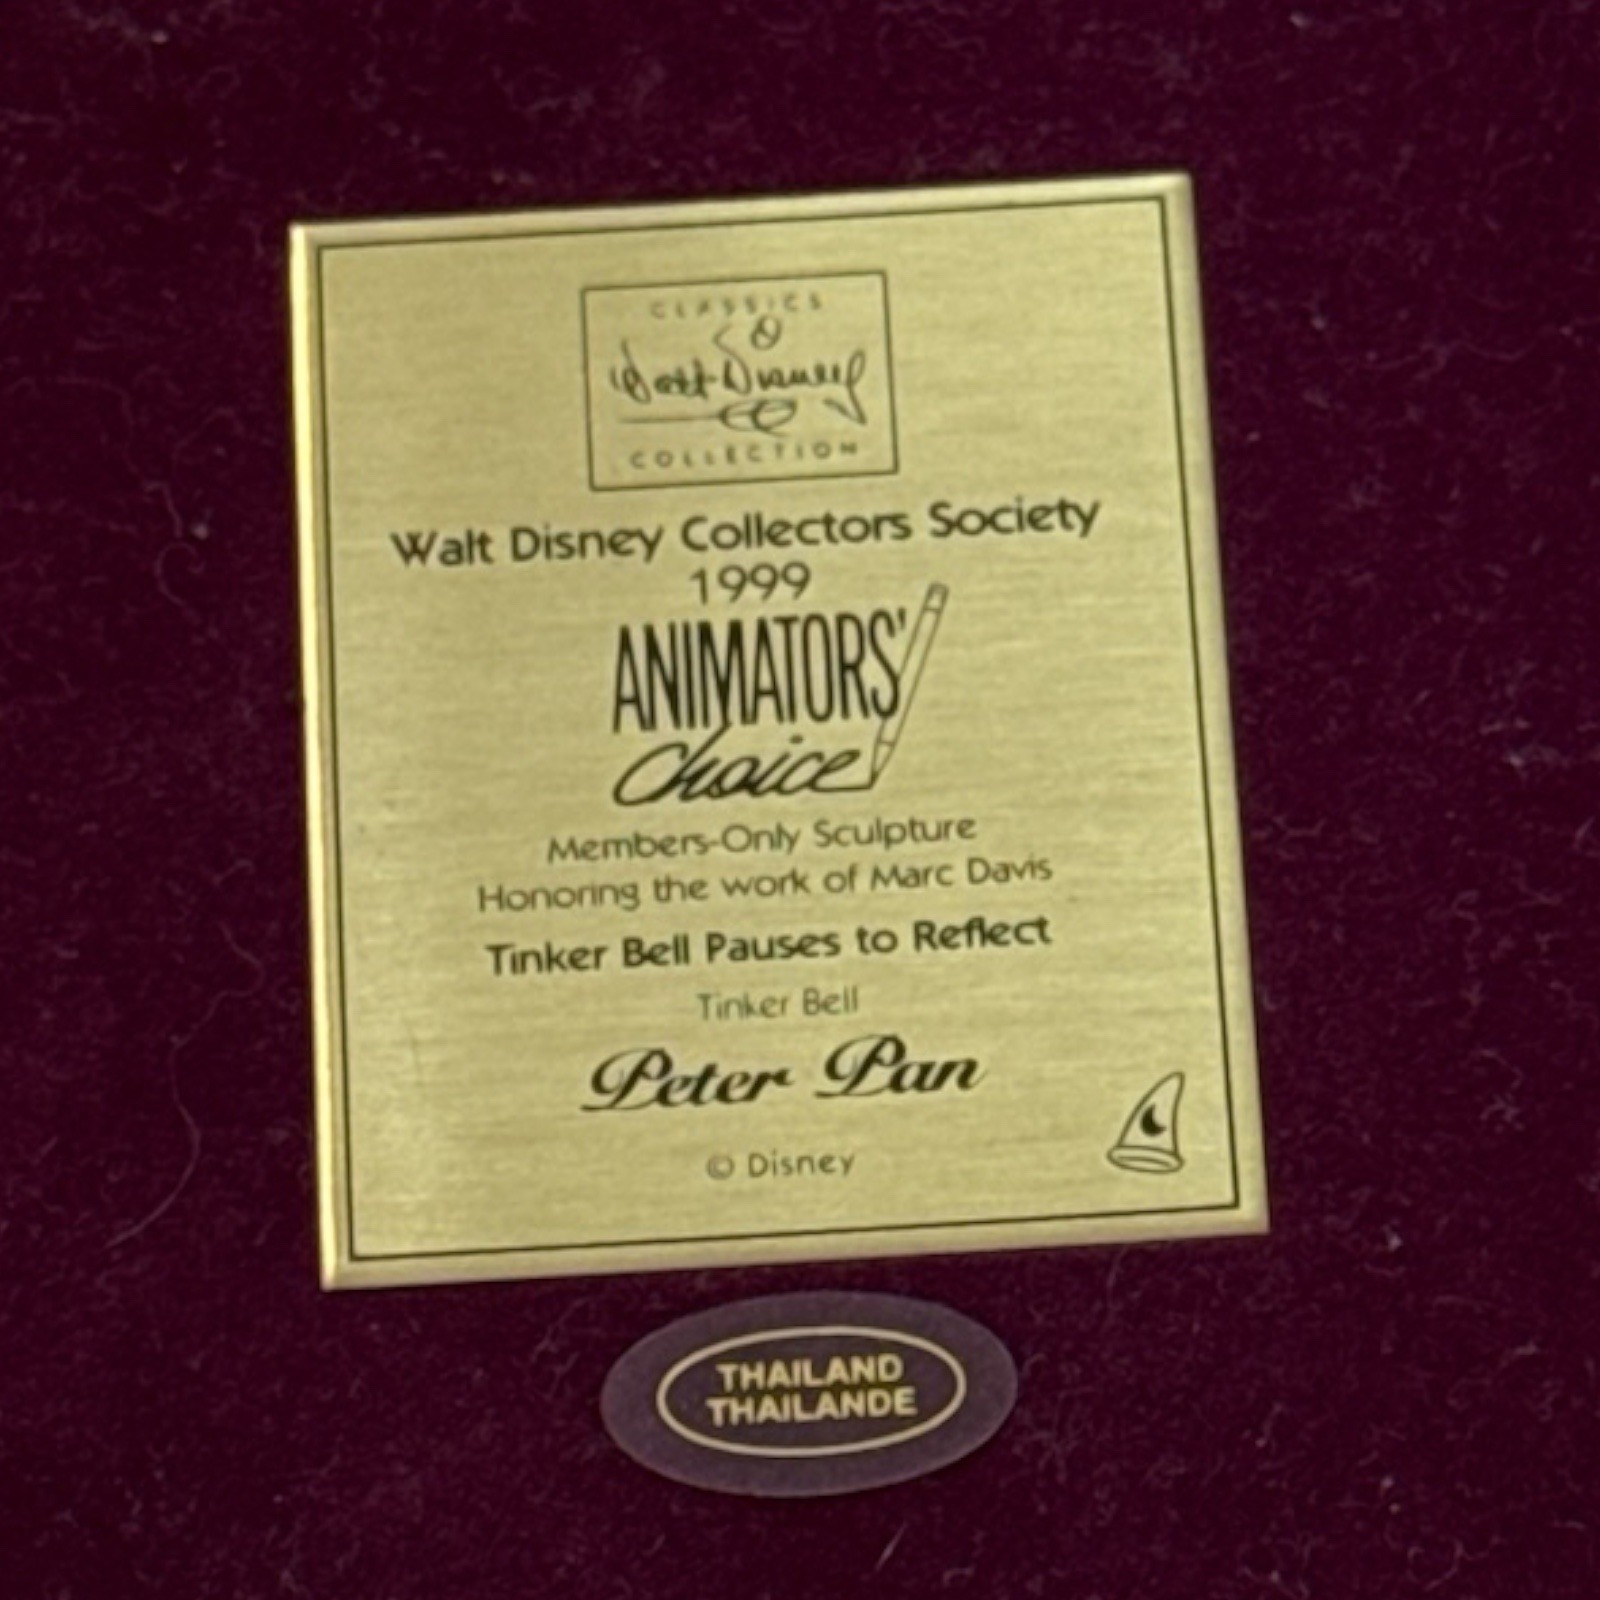 CLASSICS
Walt Disney
COLLECTION
Walt Disney Collectors Society
1999
ANIMATORS'
Choice
Members-Only Sculpture
Honoring the work of Marc Davis
Tinker Bell Pauses to Reflect
Tinker Bell
Peter Pan
© Disney
THAILAND
THAILANDE